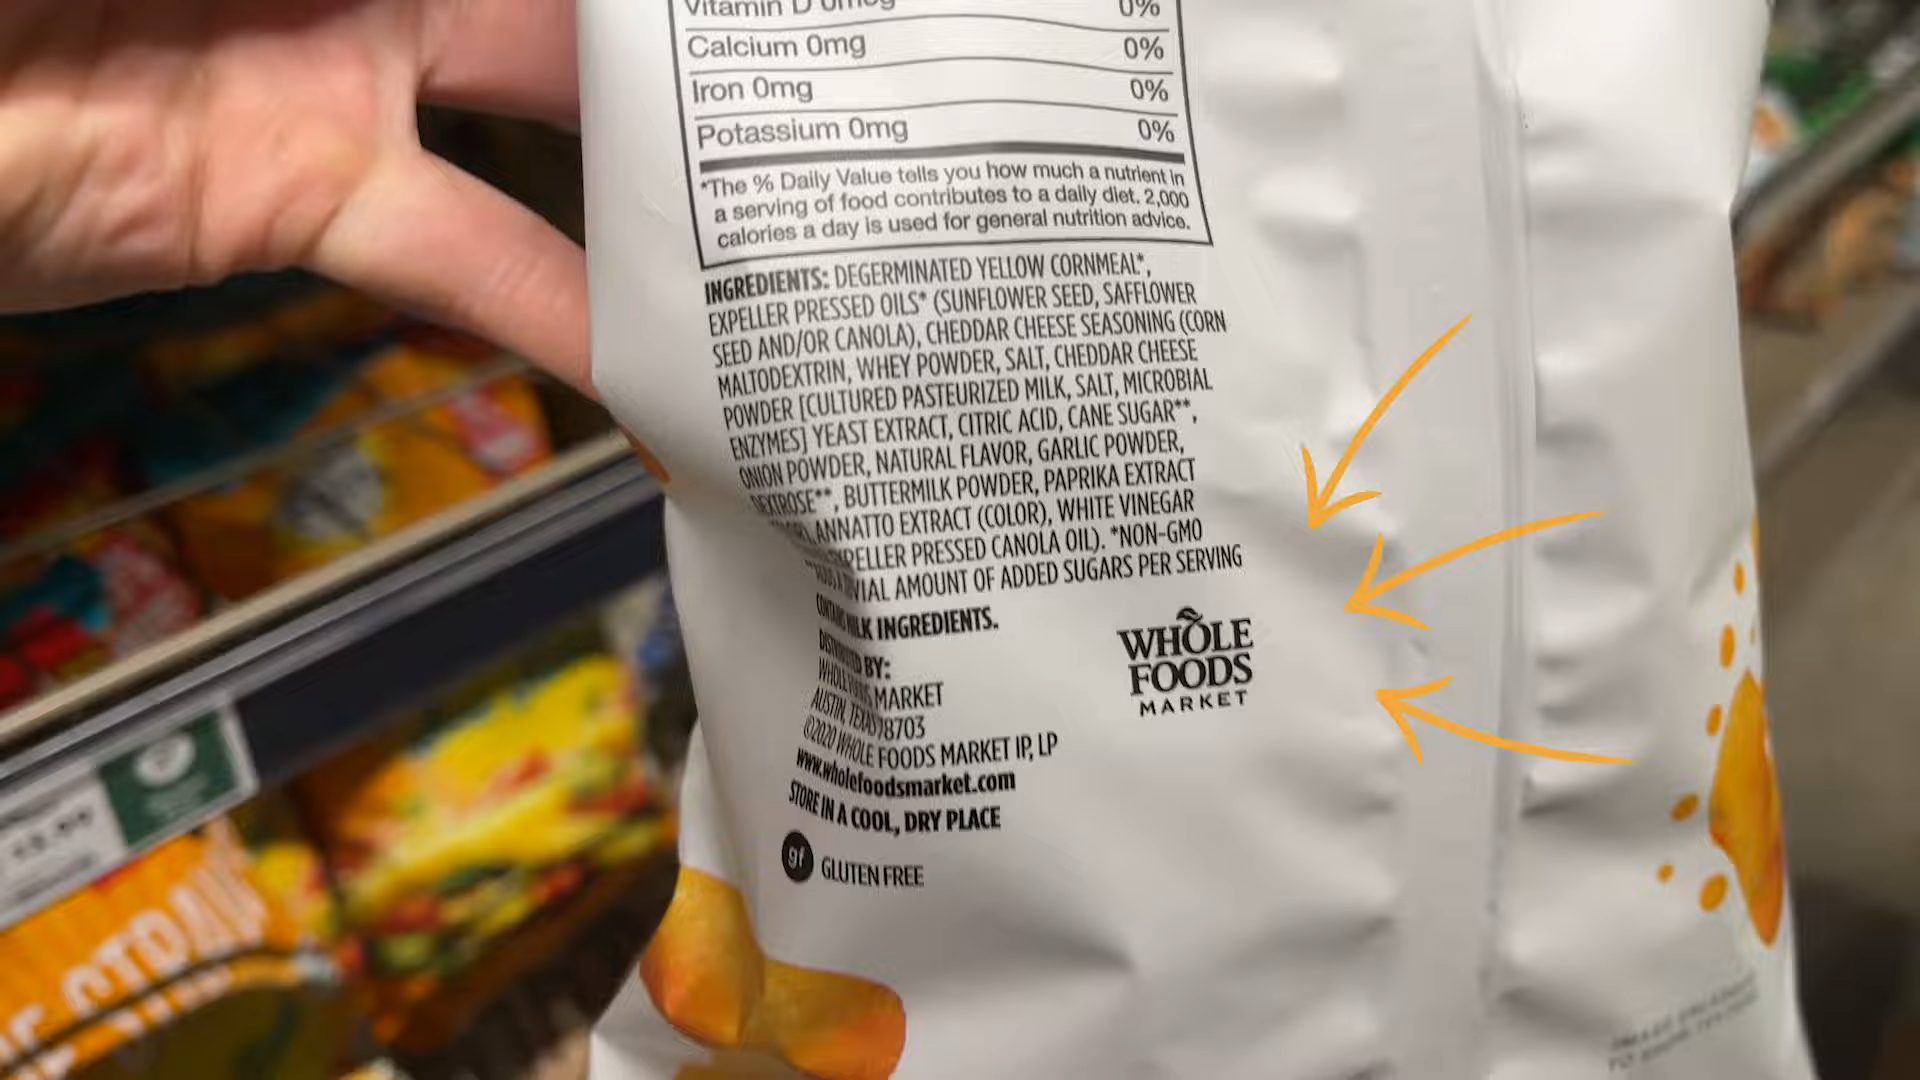 Vitamin D 0mcg 0%
Calcium 0mg 0%
Iron 0mg 0%
Potassium 0mg 0%
*The % Daily Value tells you how much a nutrient in
a serving of food contributes to a daily diet. 2,000
calories a day is used for general nutrition advice.
INGREDIENTS: DEGERMINATED YELLOW CORNMEAL*,
EXPELLER PRESSED OILS* (SUNFLOWER SEED, SAFFLOWER
SEED AND/OR CANOLA), CHEDDAR CHEESE SEASONING (CORN
MALTODEXTRIN, WHEY POWDER, SALT, CHEDDAR CHEESE
POWDER [CULTURED PASTEURIZED MILK, SALT, MICROBIAL
ENZYMES] YEAST EXTRACT, CITRIC ACID, CANE SUGAR**,
ONION POWDER, NATURAL FLAVOR, GARLIC POWDER,
DEXTROSE**, BUTTERMILK POWDER, PAPRIKA EXTRACT
ANNATTO EXTRACT (COLOR), WHITE VINEGAR
EXPELLER PRESSED CANOLA OIL). *NON-GMO
AMOUNT OF ADDED SUGARS PER SERVING
CONTAINS MILK INGREDIENTS.
DISTRIBUTED BY:
WHOLE FOODS MARKET
AUSTIN, TEXAS 78703
©2020 WHOLE FOODS MARKET IP, LP
www.wholefoodsmarket.com
STORE IN A COOL, DRY PLACE
gf GLUTEN FREE
WHOLE
FOODS
MARKET